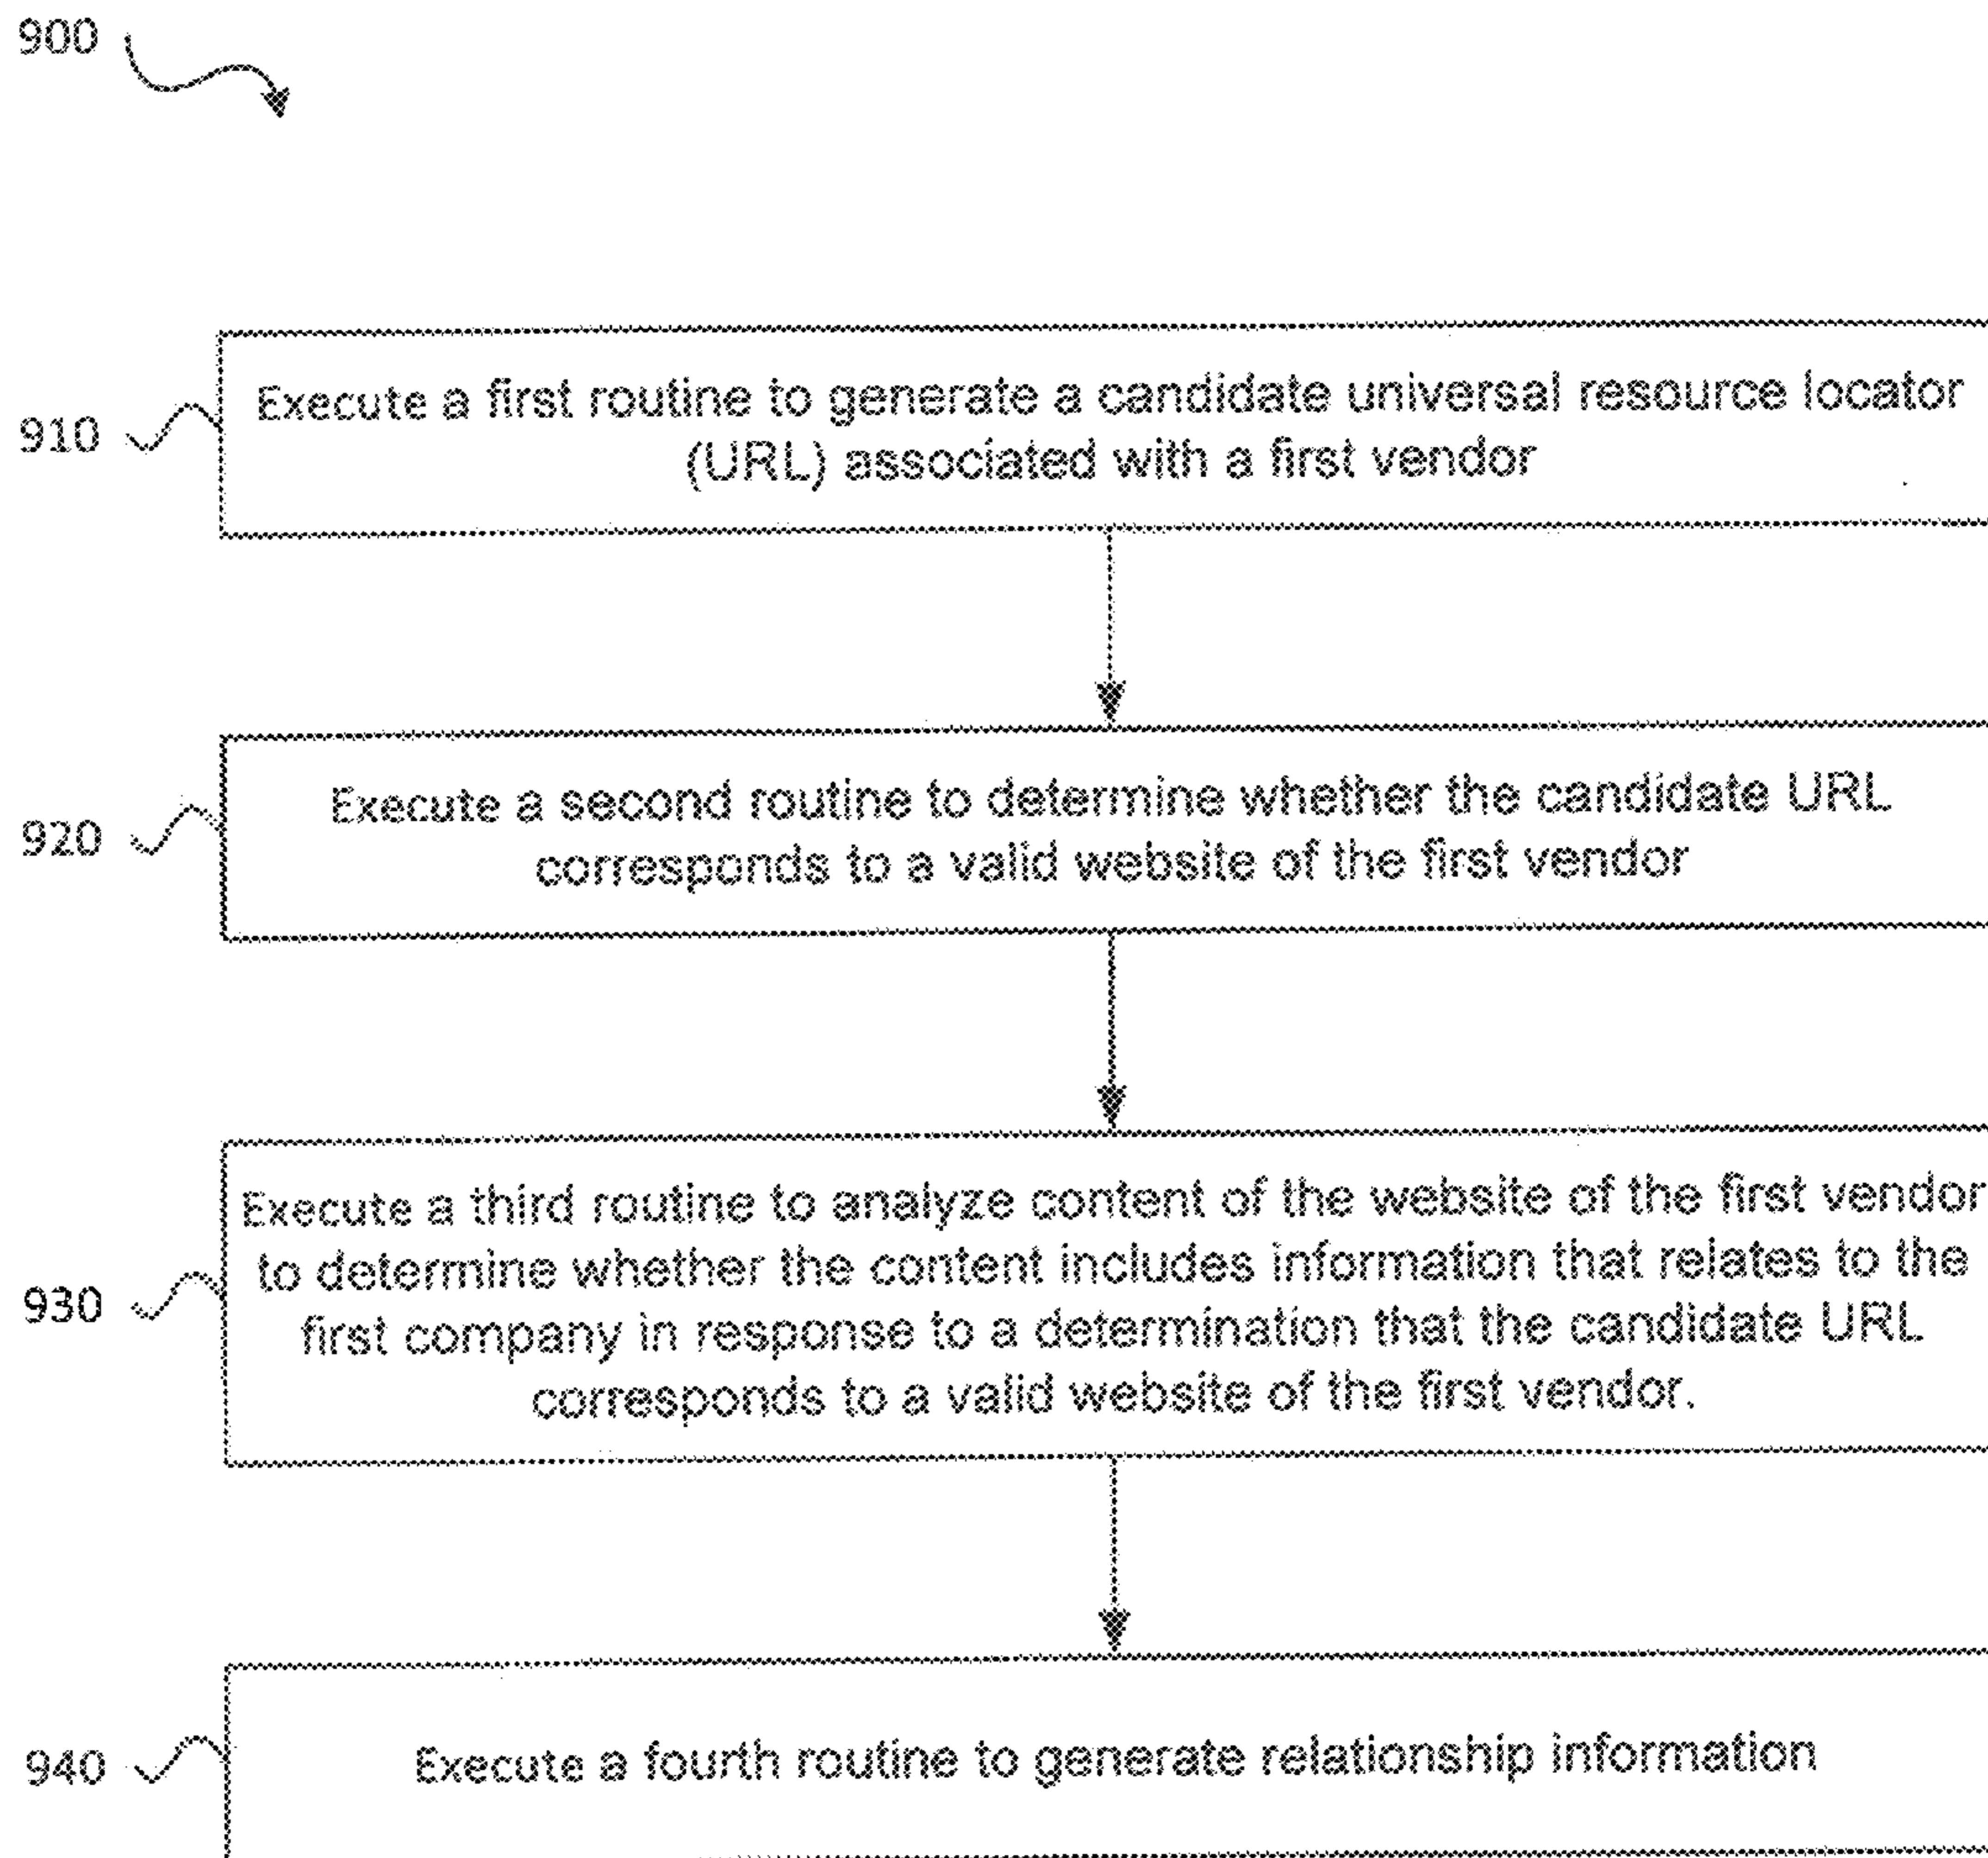 900
910
Execute a first routine to generate a candidate universal resource locator
(URL) associated with a first vendor
920
Execute a second routine to determine whether the candidate URL
corresponds to a valid website of the first vendor
930
Execute a third routine to analyze content of the website of the first vendor
to determine whether the content includes information that relates to the
first company in response to a determination that the candidate URL
corresponds to a valid website of the first vendor.
940
Execute a fourth routine to generate relationship information